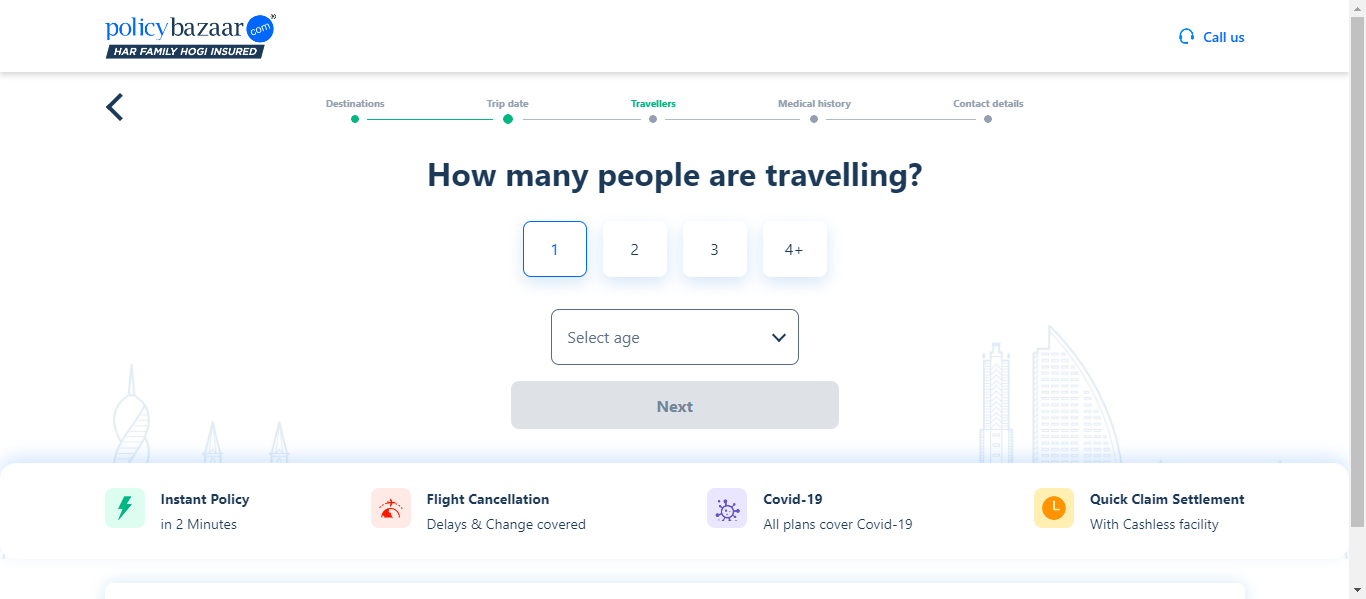 policybazaar.com®
HAR FAMILY HOGI INSURED
Call us
Destinations
Trip date
Travellers
Medical history
Contact details
How many people are travelling?
1
2
3
4+
Select age
Next
Instant Policy
in 2 Minutes
Flight Cancellation
Delays & Change covered
Covid-19
All plans cover Covid-19
Quick Claim Settlement
With Cashless facility